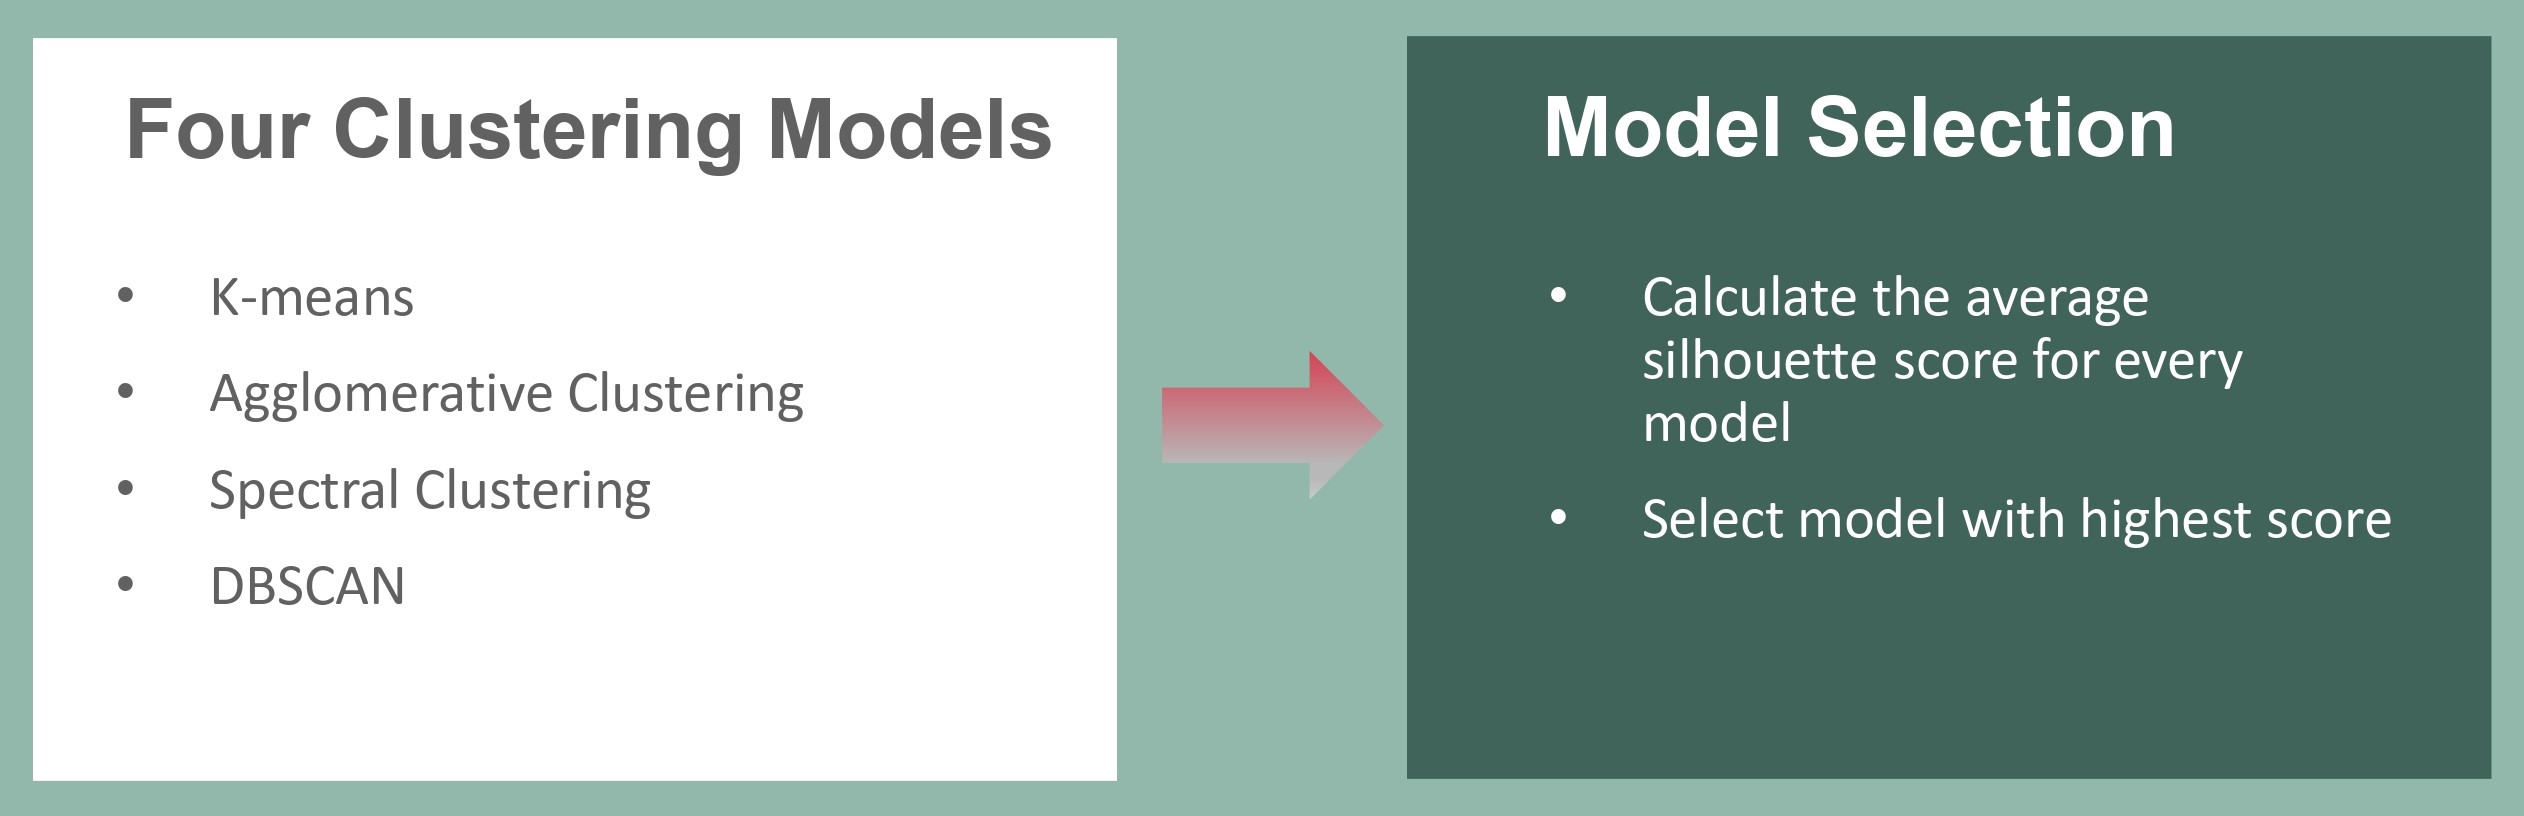 Four Clustering Models
• K-means
• Agglomerative Clustering
• Spectral Clustering
• DBSCAN
Model Selection
• Calculate the average
silhouette score for every
model
• Select model with highest score